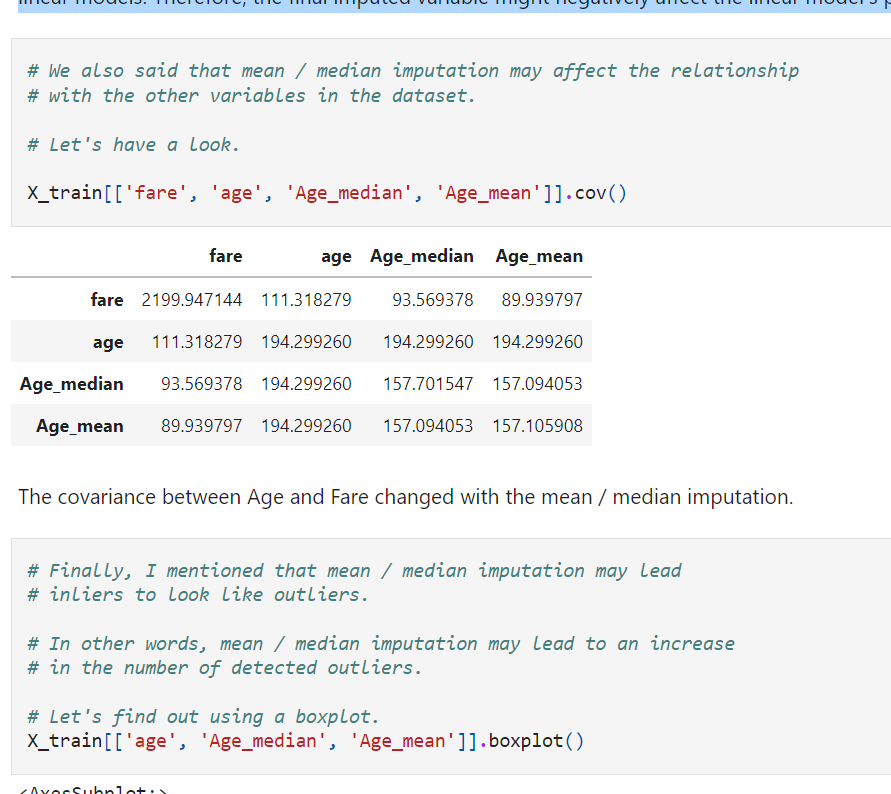 linear models. Therefore, the final imputed variable might negatively affect the linear model's p
# We also said that mean / median imputation may affect the relationship
# with the other variables in the dataset.
# Let's have a look.
X_train[['fare', 'age', 'Age_median', 'Age_mean']].cov()
fare age Age_median Age_mean
fare 2199.947144 111.318279 93.569378 89.939797
age 111.318279 194.299260 194.299260 194.299260
Age_median 93.569378 194.299260 157.701547 157.094053
Age_mean 89.939797 194.299260 157.094053 157.105908
The covariance between Age and Fare changed with the mean / median imputation.
# Finally, I mentioned that mean / median imputation may lead
# inliers to look like outliers.
# In other words, mean / median imputation may lead to an increase
# in the number of detected outliers.
# Let's find out using a boxplot.
X_train[['age', 'Age_median', 'Age_mean']].boxplot()
<AxesSubplot:>